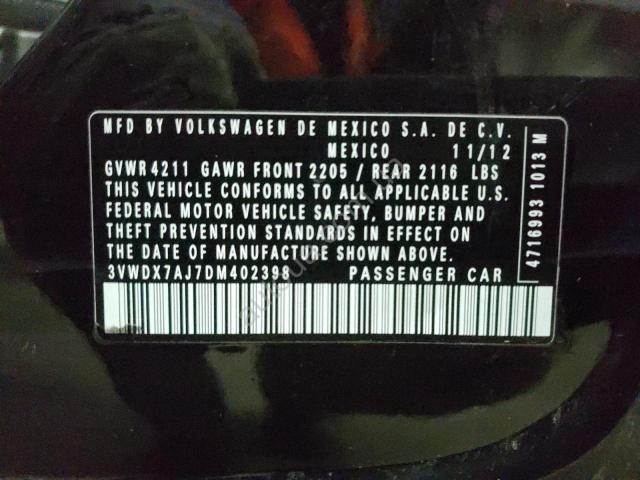 MFD BY VOLKSWAGEN DE MEXICO S.A. DE C.V.
MEXICO 11/12
GVWR 4211 GAWR FRONT 2205 / REAR 2116 LBS
THIS VEHICLE CONFORMS TO ALL APPLICABLE U.S.
FEDERAL MOTOR VEHICLE SAFETY, BUMPER AND
THEFT PREVENTION STANDARDS IN EFFECT ON
THE DATE OF MANUFACTURE SHOWN ABOVE.
3VWDX7AJ7DM402398 PASSENGER CAR
4716993 1013 M